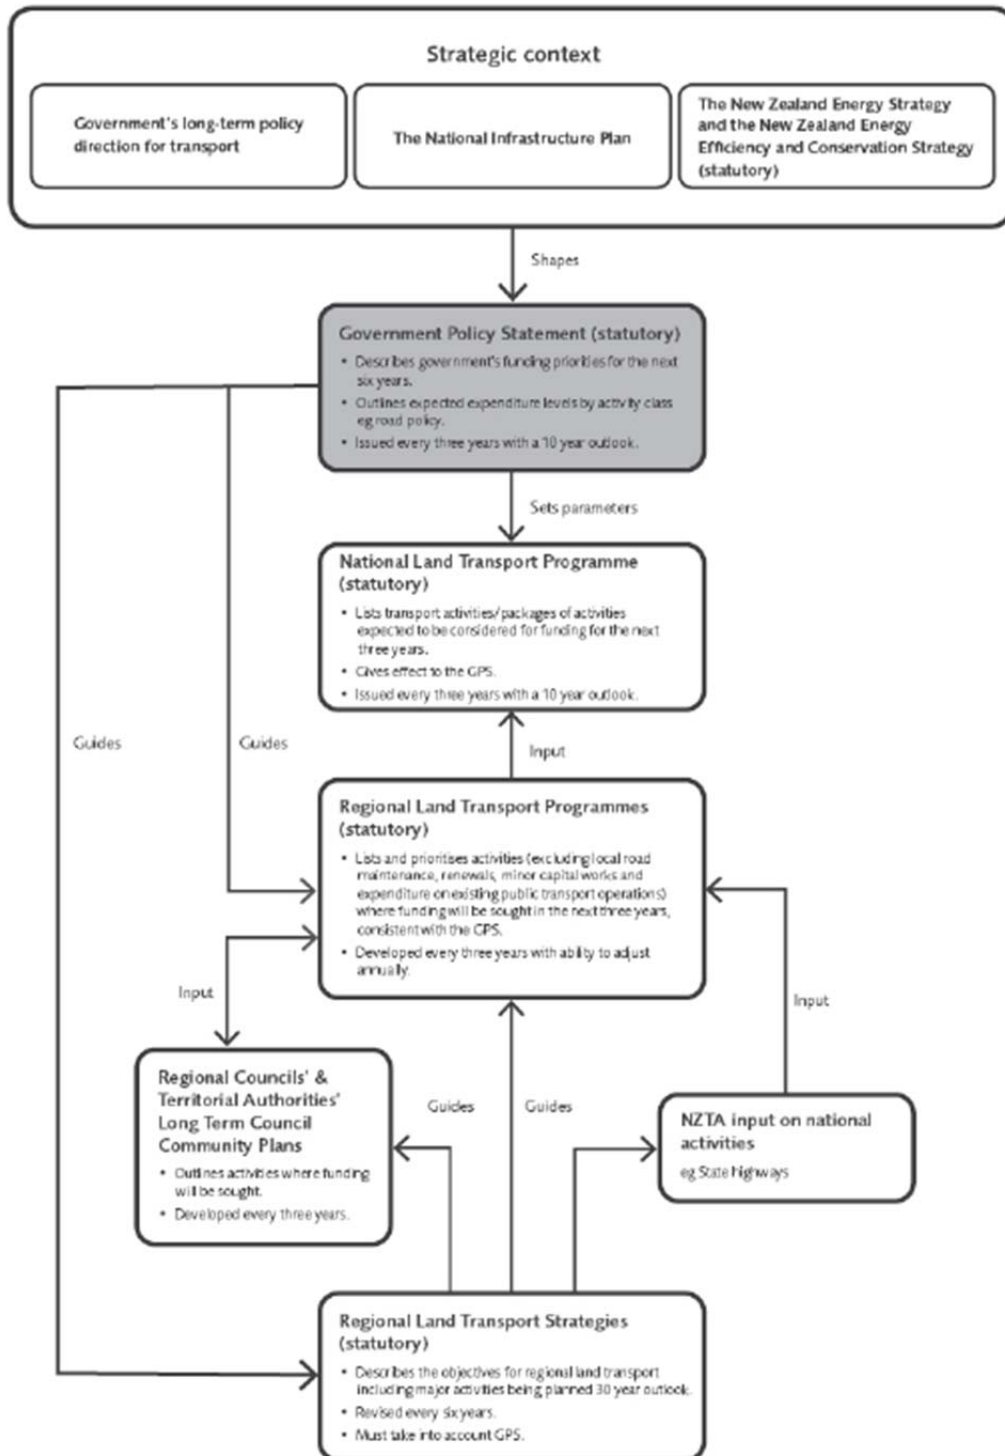 Strategic context
Government's long-term policy
direction for transport
The National Infrastructure Plan
The New Zealand Energy Strategy
and the New Zealand Energy
Efficiency and Conservation Strategy
(statutory)
Shapes
Government Policy Statement (statutory)
• Describes government's funding priorities for the next
six years.
• Outlines expected expenditure levels by activity class
eg road policy.
• Issued every three years with a 10 year outlook.
Sets parameters
National Land Transport Programme
(statutory)
• Lists transport activities/packages of activities
expected to be considered for funding for the next
three years.
• Gives effect to the GPS.
• Issued every three years with a 10 year outlook.
Guides
Guides
Input
Regional Land Transport Programmes
(statutory)
• Lists and prioritises activities (excluding local road
maintenance, renewals, minor capital works and
expenditure on existing public transport operations)
where funding will be sought in the next three years,
consistent with the GPS.
• Developed every three years with ability to adjust
annually.
Input
Input
Regional Councils' &
Territorial Authorities'
Long Term Council
Community Plans
• Outlines activities where funding
will be sought.
• Developed every three years.
Guides
Guides
NZTA input on national
activities
eg State highways
Regional Land Transport Strategies
(statutory)
• Describes the objectives for regional land transport
including major activities being planned 30 year outlook.
• Revised every six years.
• Must take into account GPS.